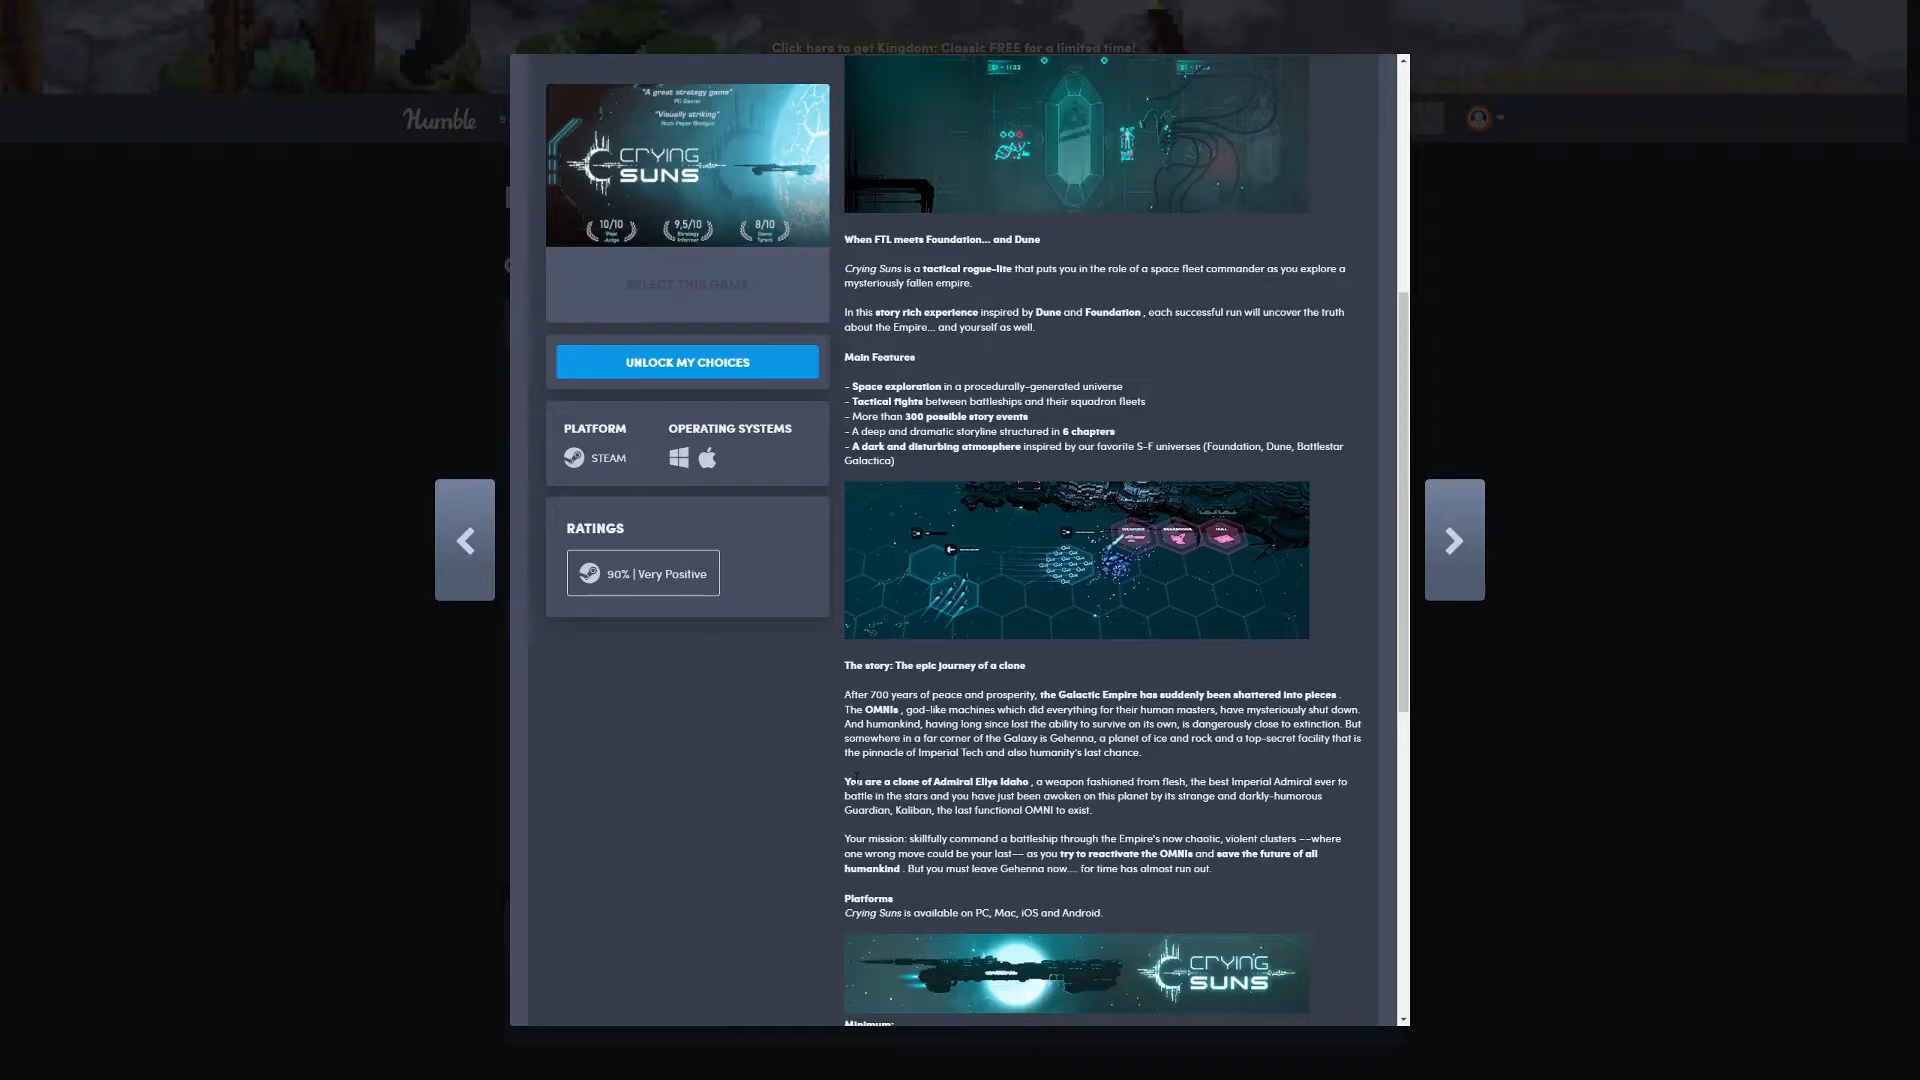 Click here to get Kingdom: Classic FREE for a limited time!
Humble
"A great strategy game"
PC Gamer
"Visually striking"
Rock Paper Shotgun
CRYING
SUNS
10/10
9,5/10
8/10
SELECT THIS GAME
UNLOCK MY CHOICES
PLATFORM
OPERATING SYSTEMS
STEAM
RATINGS
90% | Very Positive
When FTL meets Foundation... and Dune
Crying Suns is a tactical rogue-lite that puts you in the role of a space fleet commander as you explore a
mysteriously fallen empire.
In this story rich experience inspired by Dune and Foundation , each successful run will uncover the truth
about the Empire... and yourself as well.
Main Features
- Space exploration in a procedurally-generated universe
- Tactical fights between battleships and their squadron fleets
- More than 300 possible story events
- A deep and dramatic storyline structured in 6 chapters
- A dark and disturbing atmosphere inspired by our favorite S-F universes (Foundation, Dune, Battlestar
Galactica)
WEAPONS
SQUADRONS
HULL
The story: The epic journey of a clone
After 700 years of peace and prosperity, the Galactic Empire has suddenly been shattered into pieces .
The OMNIs , god-like machines which did everything for their human masters, have mysteriously shut down.
And humankind, having long since lost the ability to survive on its own, is dangerously close to extinction. But
somewhere in a far corner of the Galaxy is Gehenna, a planet of ice and rock and a top-secret facility that is
the pinnacle of Imperial Tech and also humanity's last chance.
You are a clone of Admiral Ellys Idaho , a weapon fashioned from flesh, the best Imperial Admiral ever to
battle in the stars and you have just been awoken on this planet by its strange and darkly-humorous
Guardian, Kaliban, the last functional OMNI to exist.
Your mission: skillfully command a battleship through the Empire's now chaotic, violent clusters --where
one wrong move could be your last-- as you try to reactivate the OMNIs and save the future of all
humankind . But you must leave Gehenna now.... for time has almost run out.
Platforms
Crying Suns is available on PC, Mac, iOS and Android.
CRYING
SUNS
Minimum: